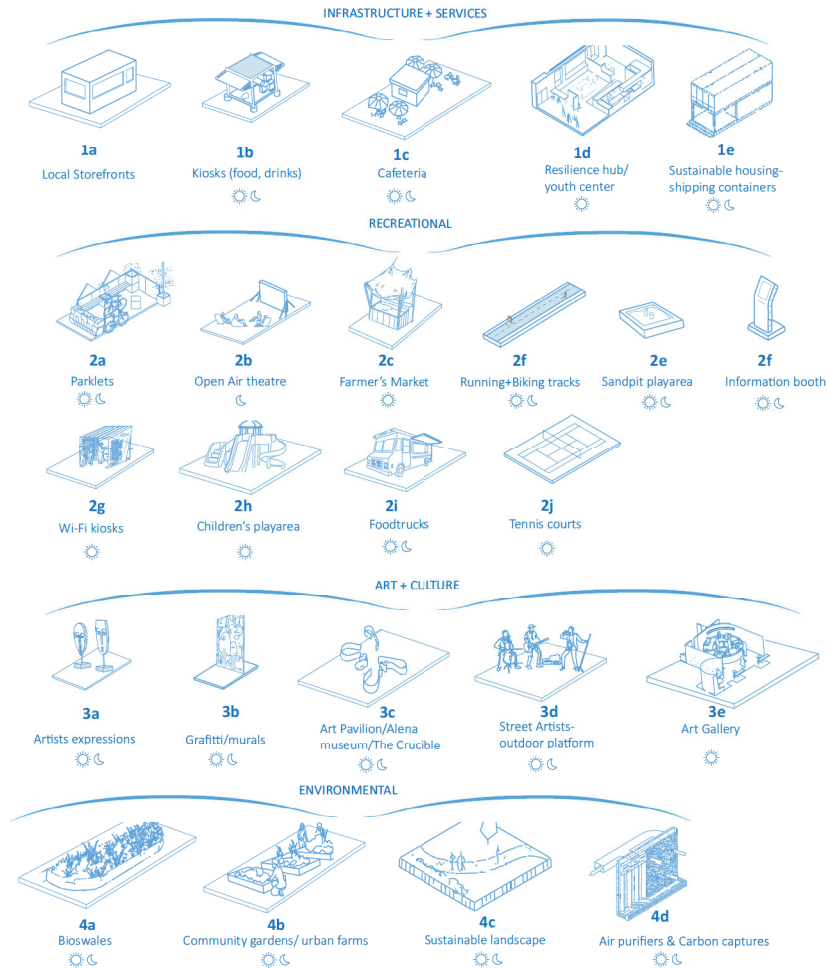 INFRASTRUCTURE + SERVICES
1a
1b
1c
1d
1e
Local Storefronts
Kiosks (food, drinks)
Cafeteria
Resilience hub/
youth center
Sustainable housing-
shipping containers
RECREATIONAL
2a
2b
2c
2f
2e
2f
Parklets
Open Air theatre
Farmer's Market
Running+Biking tracks
Sandpit playarea
Information booth
2g
2h
2i
2j
Wi-Fi kiosks
Children's playarea
Foodtrucks
Tennis courts
ART + CULTURE
3a
3b
3c
3d
3e
Artists expressions
Grafitti/murals
Art Pavilion/Alena
museum/The Crucible
Street Artists-
outdoor platform
Art Gallery
ENVIRONMENTAL
4a
4b
4c
4d
Bioswales
Community gardens/ urban farms
Sustainable landscape
Air purifiers & Carbon captures